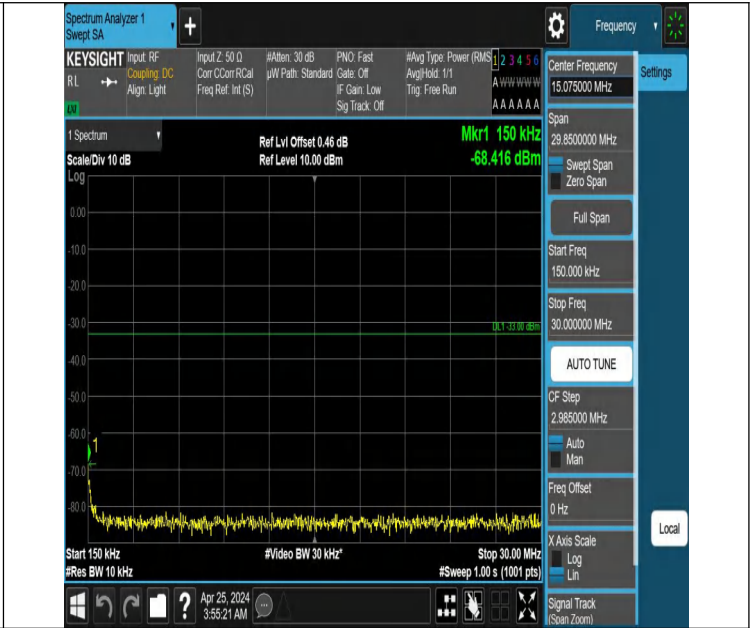 Spectrum Analyzer 1
Swept SA
Frequency
KEYSIGHT
RL
LXI
Input: RF
Coupling: DC
Align: Light
Input Z: 50 Ω
Corr CCorr RCal
Freq Ref: Int (S)
#Atten: 30 dB
µW Path: Standard
PNO: Fast
Gate: Off
IF Gain: Low
Sig Track: Off
#Avg Type: Power (RMS
Avg|Hold: 1/1
Trig: Free Run
1 2 3 4 5 6
A W W W W W
A A A A A A
1 Spectrum
Scale/Div 10 dB
Log
Ref Lvl Offset 0.46 dB
Ref Level 10.00 dBm
Mkr1 150 kHz
-68.416 dBm
0.00
-10.0
-20.0
-30.0
DL1 -33.00 dBm
-40.0
-50.0
-60.0
1
-70.0
-80.0
Start 150 kHz
#Res BW 10 kHz
#Video BW 30 kHz*
Stop 30.00 MHz
#Sweep 1.00 s (1001 pts)
Center Frequency
15.075000 MHz
Settings
Span
29.8500000 MHz
Swept Span
Zero Span
Full Span
Start Freq
150.000 kHz
Stop Freq
30.000000 MHz
AUTO TUNE
CF Step
2.985000 MHz
Auto
Man
Freq Offset
0 Hz
X Axis Scale
Log
Lin
Local
Signal Track
(Span Zoom)
?
Apr 25, 2024
3:55:21 AM